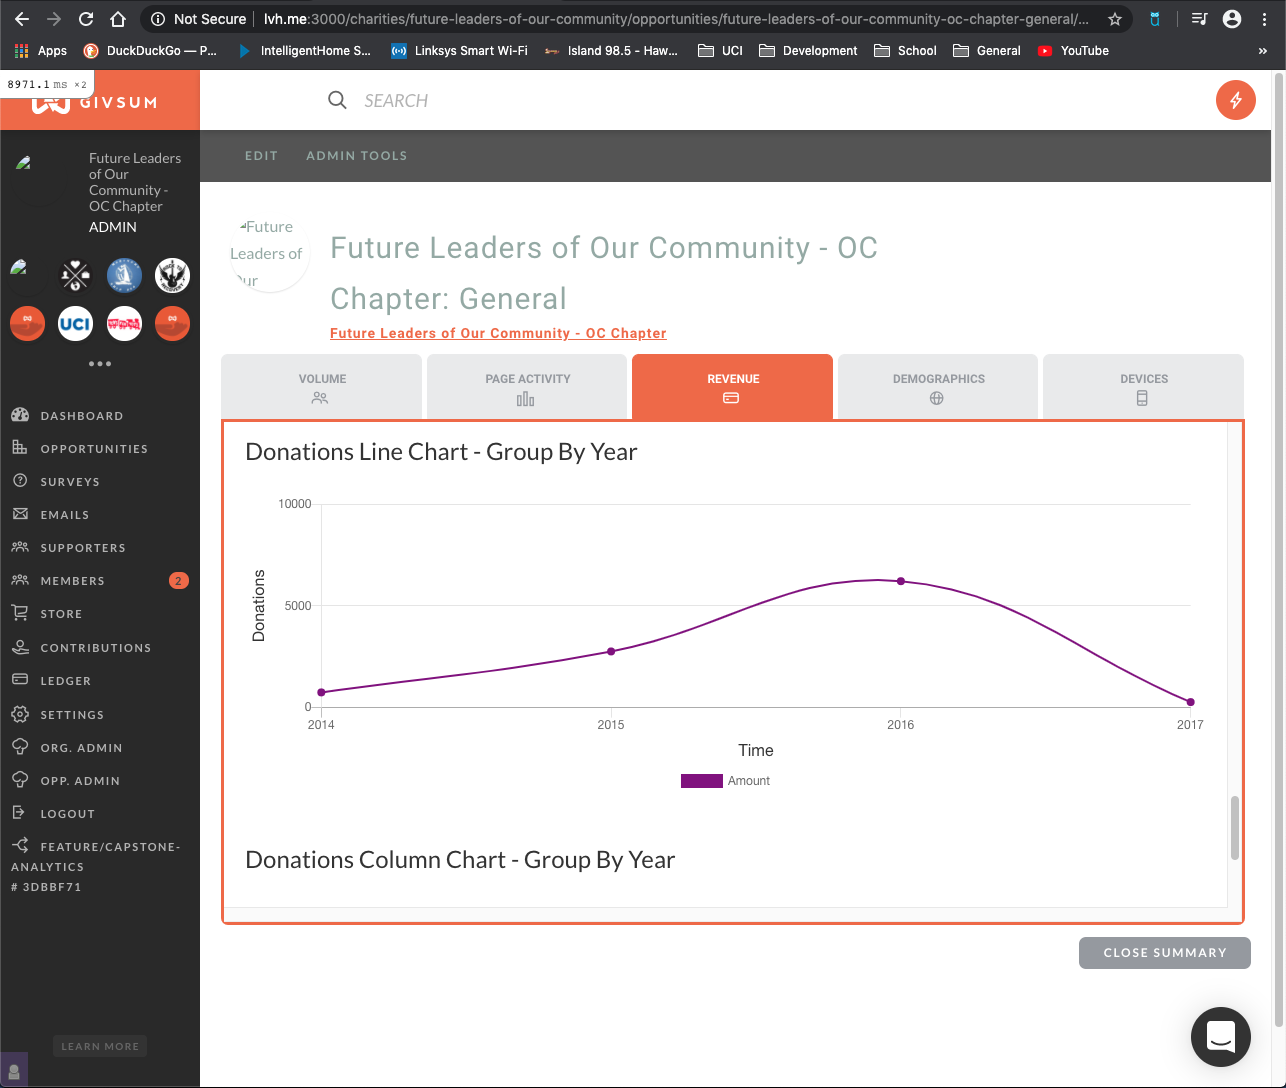 Not Secure | lvh.me:3000/charities/future-leaders-of-our-community/opportunities/future-leaders-of-our-community-oc-chapter-general/...
Apps DuckDuckGo — P... IntelligentHome S... Linksys Smart Wi-Fi Island 98.5 - Haw... UCI Development School General YouTube »
8971.1 ms ×2
GIVSUM
SEARCH
EDIT ADMIN TOOLS
Future Leaders
of Our
Community -
OC Chapter
ADMIN
UCI
DASHBOARD
OPPORTUNITIES
SURVEYS
EMAILS
SUPPORTERS
MEMBERS 2
STORE
CONTRIBUTIONS
LEDGER
SETTINGS
ORG. ADMIN
OPP. ADMIN
LOGOUT
FEATURE/CAPSTONE-
ANALYTICS
# 3DBBF71
LEARN MORE
Future
Leaders of
Our
Future Leaders of Our Community - OC
Chapter: General
Future Leaders of Our Community - OC Chapter
VOLUME
PAGE ACTIVITY
REVENUE
DEMOGRAPHICS
DEVICES
Donations Line Chart - Group By Year
10000
5000
0
Donations
2014 2015 2016 2017
Time
Amount
Donations Column Chart - Group By Year
CLOSE SUMMARY